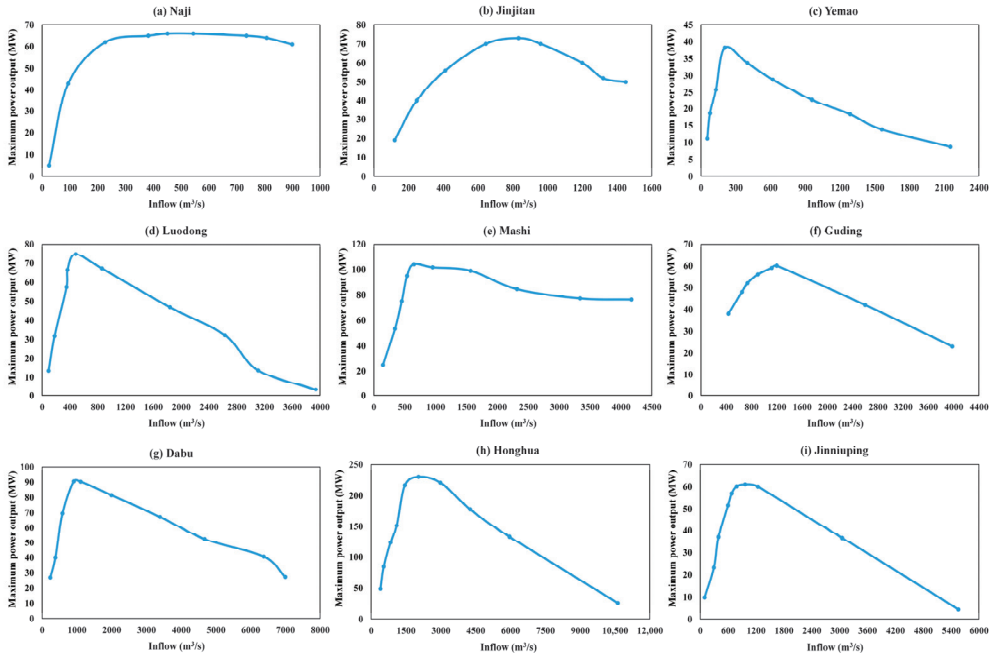 (a) Naji
Maximum power output (MW)
70
60
50
40
30
20
10
0
0 100 200 300 400 500 600 700 800 900 1000
Inflow (m³/s)
(b) Jinjitan
Maximum power output (MW)
80
70
60
50
40
30
20
10
0
0 200 400 600 800 1000 1200 1400 1600
Inflow (m³/s)
(c) Yemao
Maximum power output (MW)
45
40
35
30
25
20
15
10
5
0
0 300 600 900 1200 1500 1800 2100 2400
Inflow (m³/s)
(d) Luodong
Maximum power output (MW)
80
70
60
50
40
30
20
10
0
0 400 800 1200 1600 2000 2400 2800 3200 3600 4000
Inflow (m³/s)
(e) Mashi
Maximum power output (MW)
120
100
80
60
40
20
0
0 500 1000 1500 2000 2500 3000 3500 4000 4500
Inflow (m³/s)
(f) Guding
Maximum power output (MW)
70
60
50
40
30
20
10
0
0 400 800 1200 1600 2000 2400 2800 3200 3600 4000 4400
Inflow (m³/s)
(g) Dabu
Maximum power output (MW)
100
90
80
70
60
50
40
30
20
10
0
0 1000 2000 3000 4000 5000 6000 7000 8000
Inflow (m³/s)
(h) Honghua
Maximum power output (MW)
250
200
150
100
50
0
0 1500 3000 4500 6000 7500 9000 10,500 12,000
Inflow (m³/s)
(i) Jinniuping
Maximum power output (MW)
70
60
50
40
30
20
10
0
0 600 1200 1800 2400 3000 3600 4200 4800 5400 6000
Inflow (m³/s)